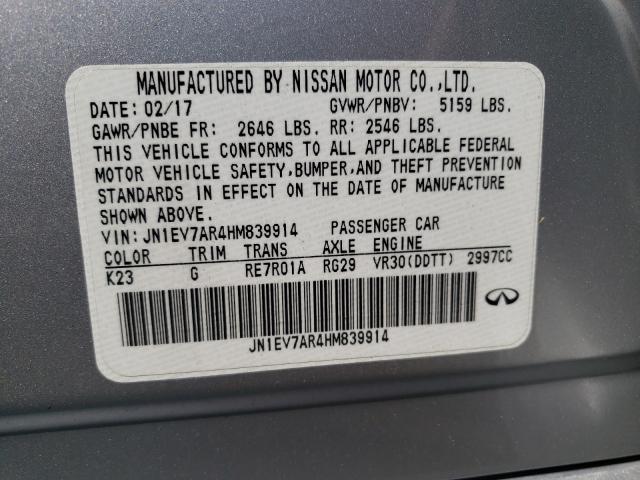 MANUFACTURED BY NISSAN MOTOR CO.,LTD.
DATE: 02/17 GVWR/PNBV: 5159 LBS.
GAWR/PNBE FR: 2646 LBS. RR: 2546 LBS.
THIS VEHICLE CONFORMS TO ALL APPLICABLE FEDERAL
MOTOR VEHICLE SAFETY,BUMPER,AND THEFT PREVENTION
STANDARDS IN EFFECT ON THE DATE OF MANUFACTURE
SHOWN ABOVE.
VIN: JN1EV7AR4HM839914 PASSENGER CAR
COLOR TRIM TRANS AXLE ENGINE
K23 G RE7R01A RG29 VR30(DDTT) 2997CC
JN1EV7AR4HM839914